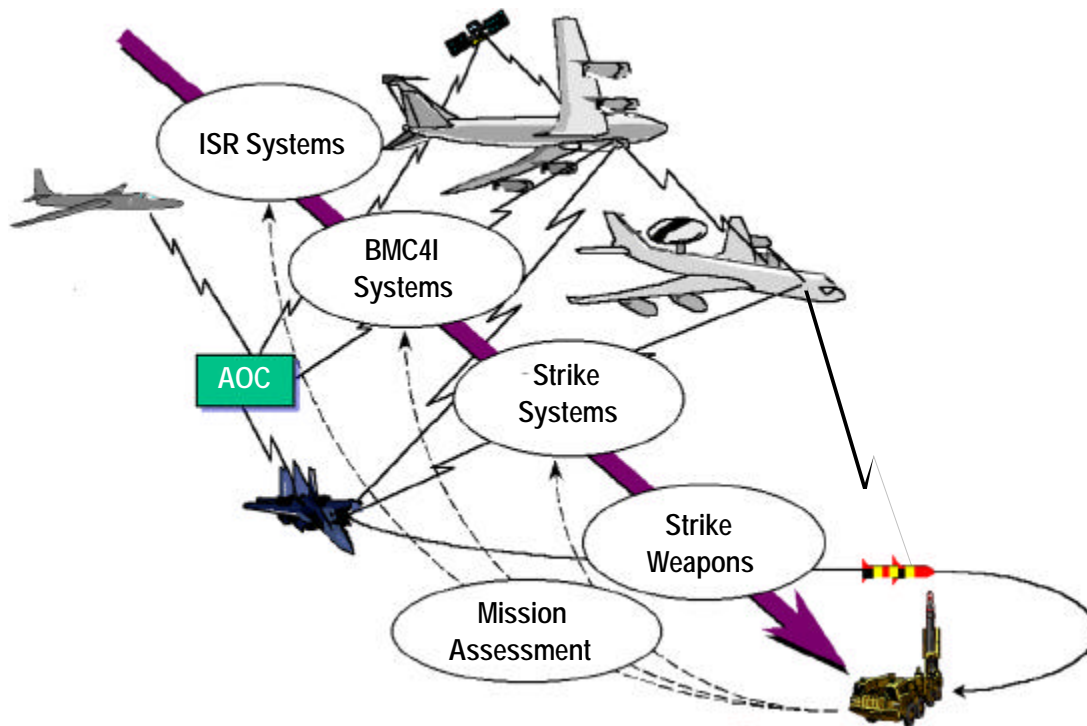 ISR Systems
BMC4I
Systems
AOC
Strike
Systems
Strike
Weapons
Mission
Assessment